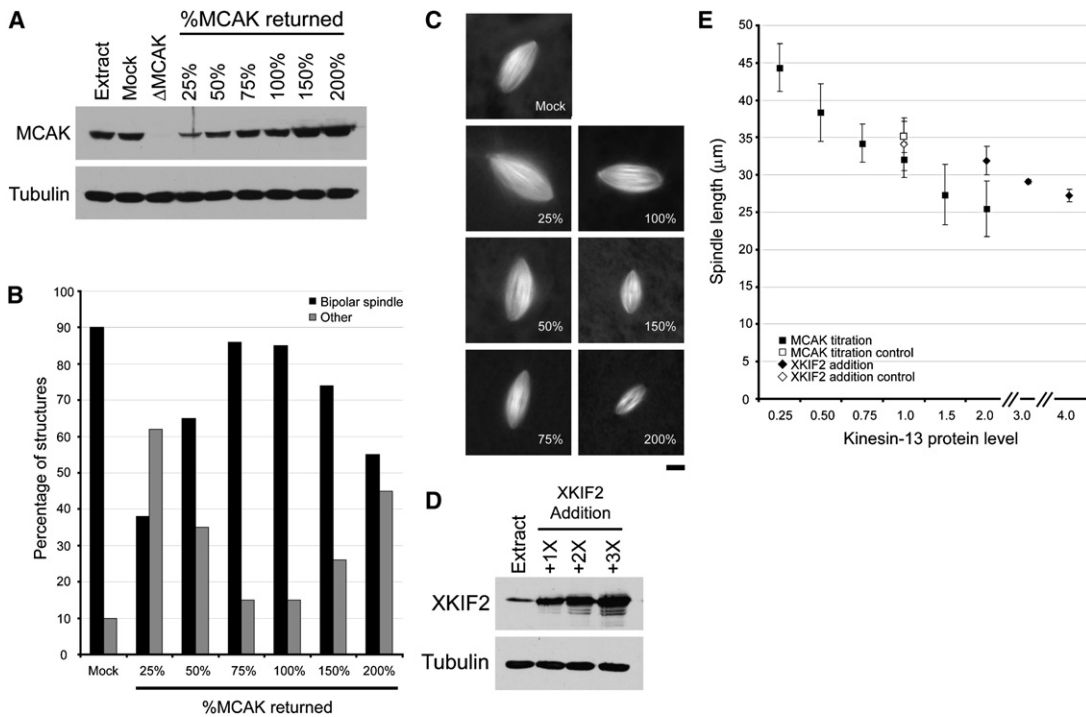 A
%MCAK returned
Extract
Mock
ΔMCAK
25%
50%
75%
100%
150%
200%
MCAK
Tubulin
B
Percentage of structures
100
90
80
70
60
50
40
30
20
10
0
Bipolar spindle
Other
Mock 25% 50% 75% 100% 150% 200%
%MCAK returned
C
Mock
25%
100%
50%
150%
75%
200%
D
XKIF2
Addition
Extract
+1X
+2X
+3X
XKIF2
Tubulin
E
Spindle length (μm)
50
45
40
35
30
25
20
15
10
5
0
MCAK titration
MCAK titration control
XKIF2 addition
XKIF2 addition control
0.25 0.50 0.75 1.0 1.5 2.0 3.0 4.0
Kinesin-13 protein level